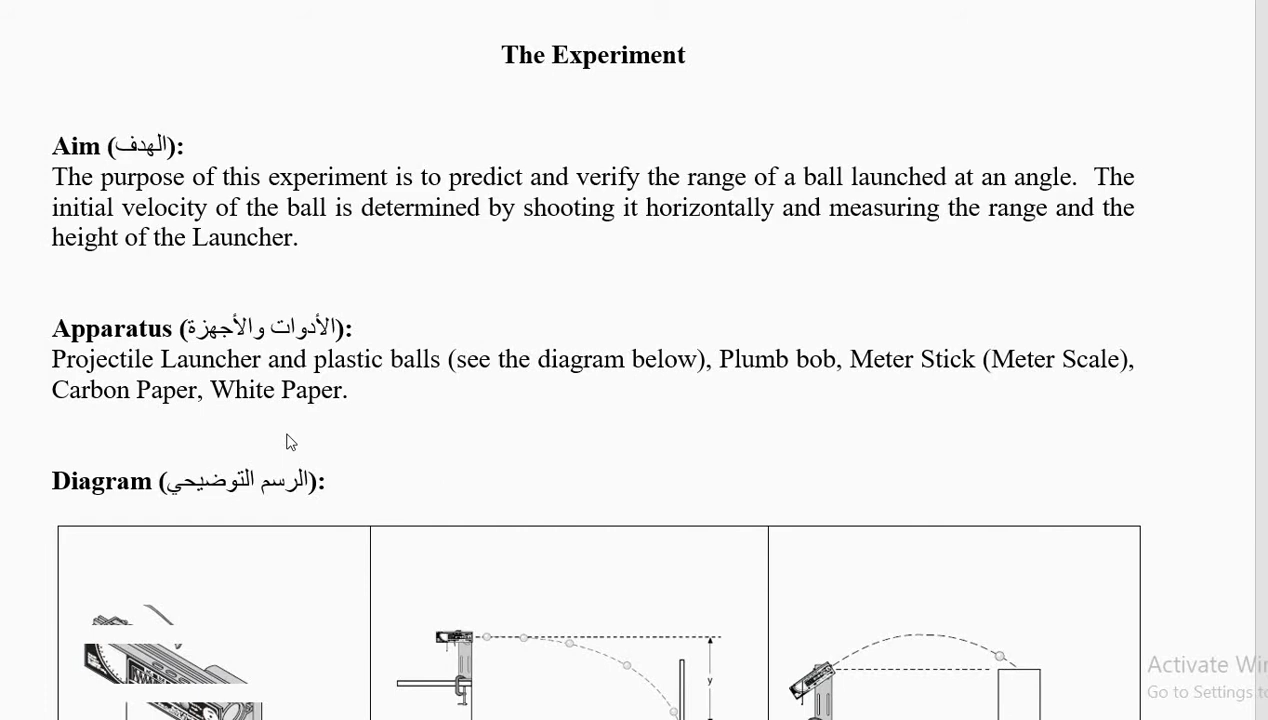 The Experiment
Aim (الهدف):
The purpose of this experiment is to predict and verify the range of a ball launched at an angle.  The
initial velocity of the ball is determined by shooting it horizontally and measuring the range and the
height of the Launcher.
Apparatus (الأدوات والأجهزة):
Projectile Launcher and plastic balls (see the diagram below), Plumb bob, Meter Stick (Meter Scale),
Carbon Paper, White Paper.
Diagram (الرسم التوضيحي):
y
Activate Wi
Go to Settings t